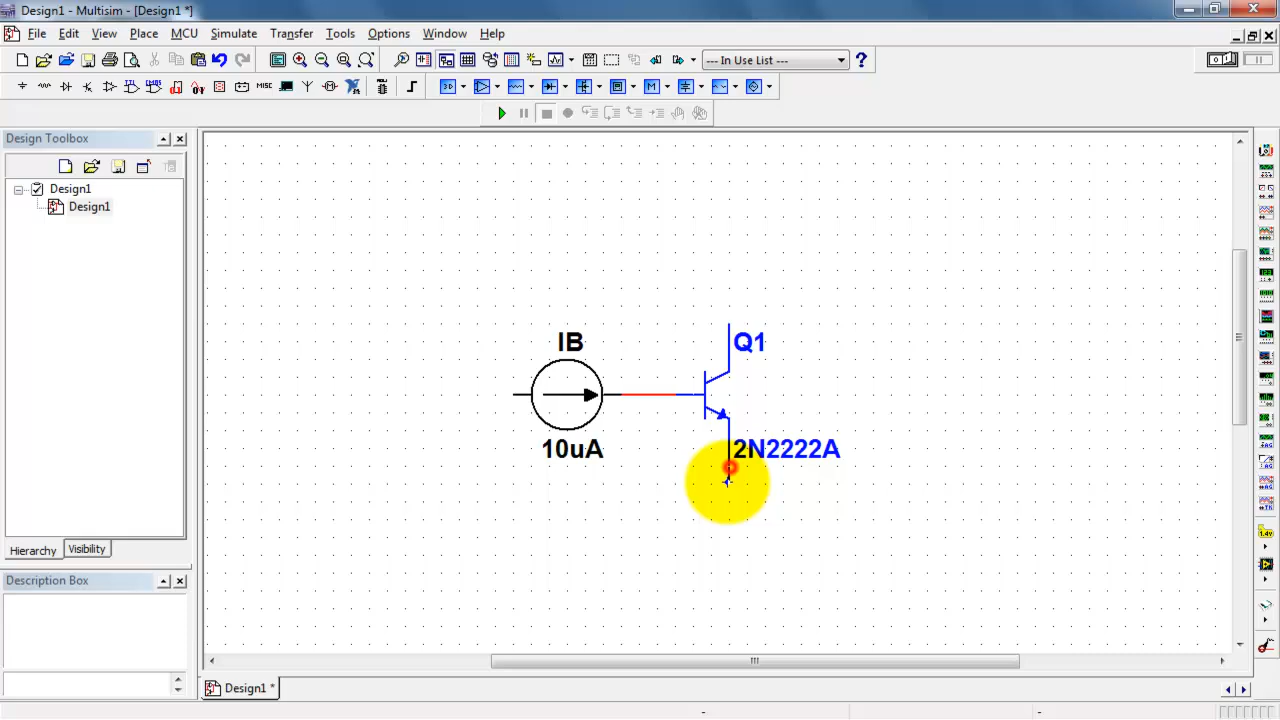 Design1 - Multisim - [Design1 *]
File Edit View Place MCU Simulate Transfer Tools Options Window Help
--- In Use List ---
MISC
Design Toolbox
Design1
Design1
IB
Q1
10uA
2N2222A
Hierarchy Visibility
Description Box
Design1 *
- -